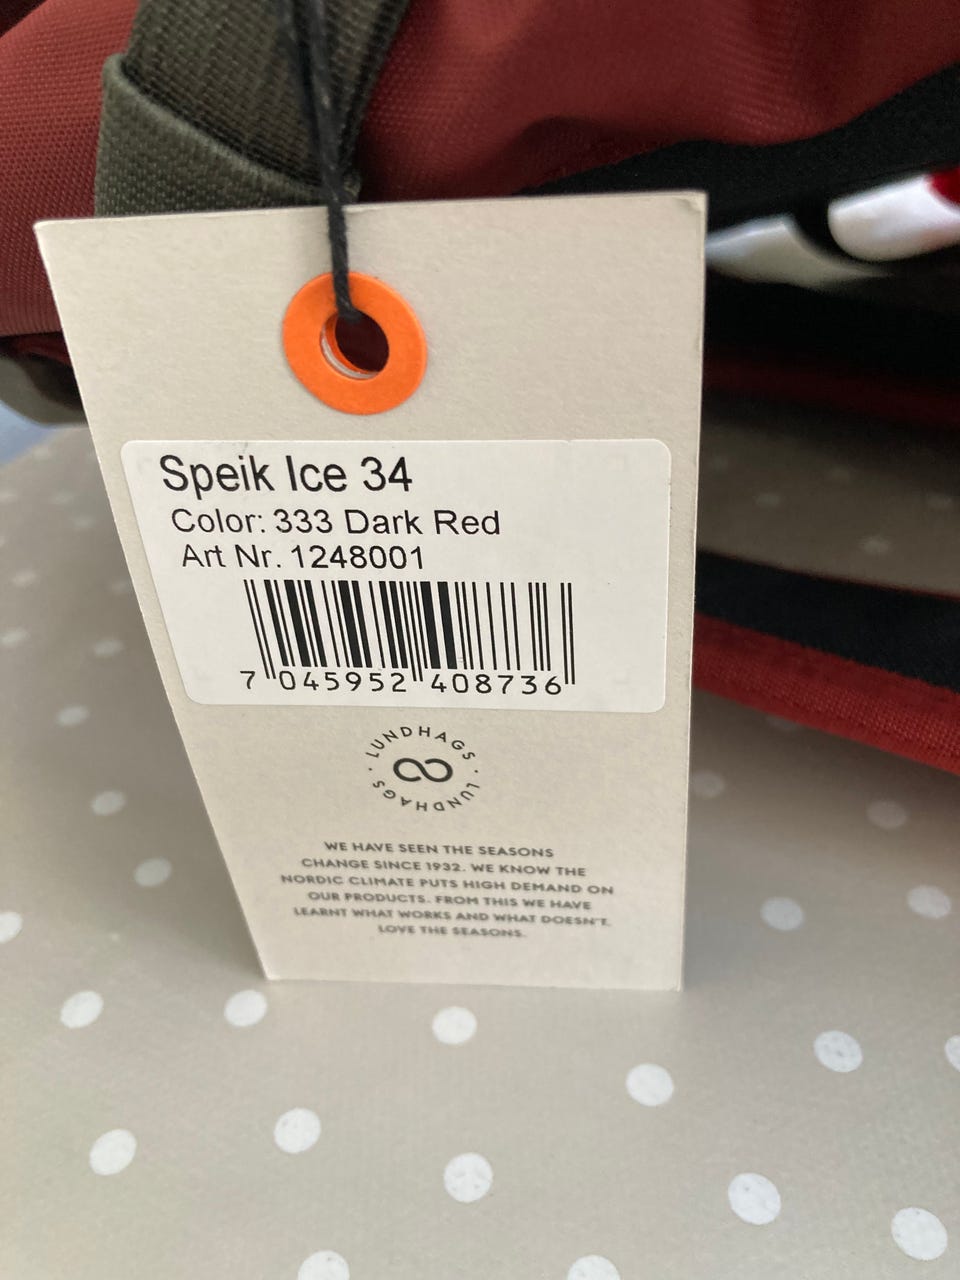 Speik Ice 34
Color: 333 Dark Red
Art Nr. 1248001
7 045952 408736
LUNDHAGS · LUNDHAGS ·
WE HAVE SEEN THE SEASONS
CHANGE SINCE 1932. WE KNOW THE
NORDIC CLIMATE PUTS HIGH DEMAND ON
OUR PRODUCTS. FROM THIS WE HAVE
LEARNT WHAT WORKS AND WHAT DOESN'T.
LOVE THE SEASONS.